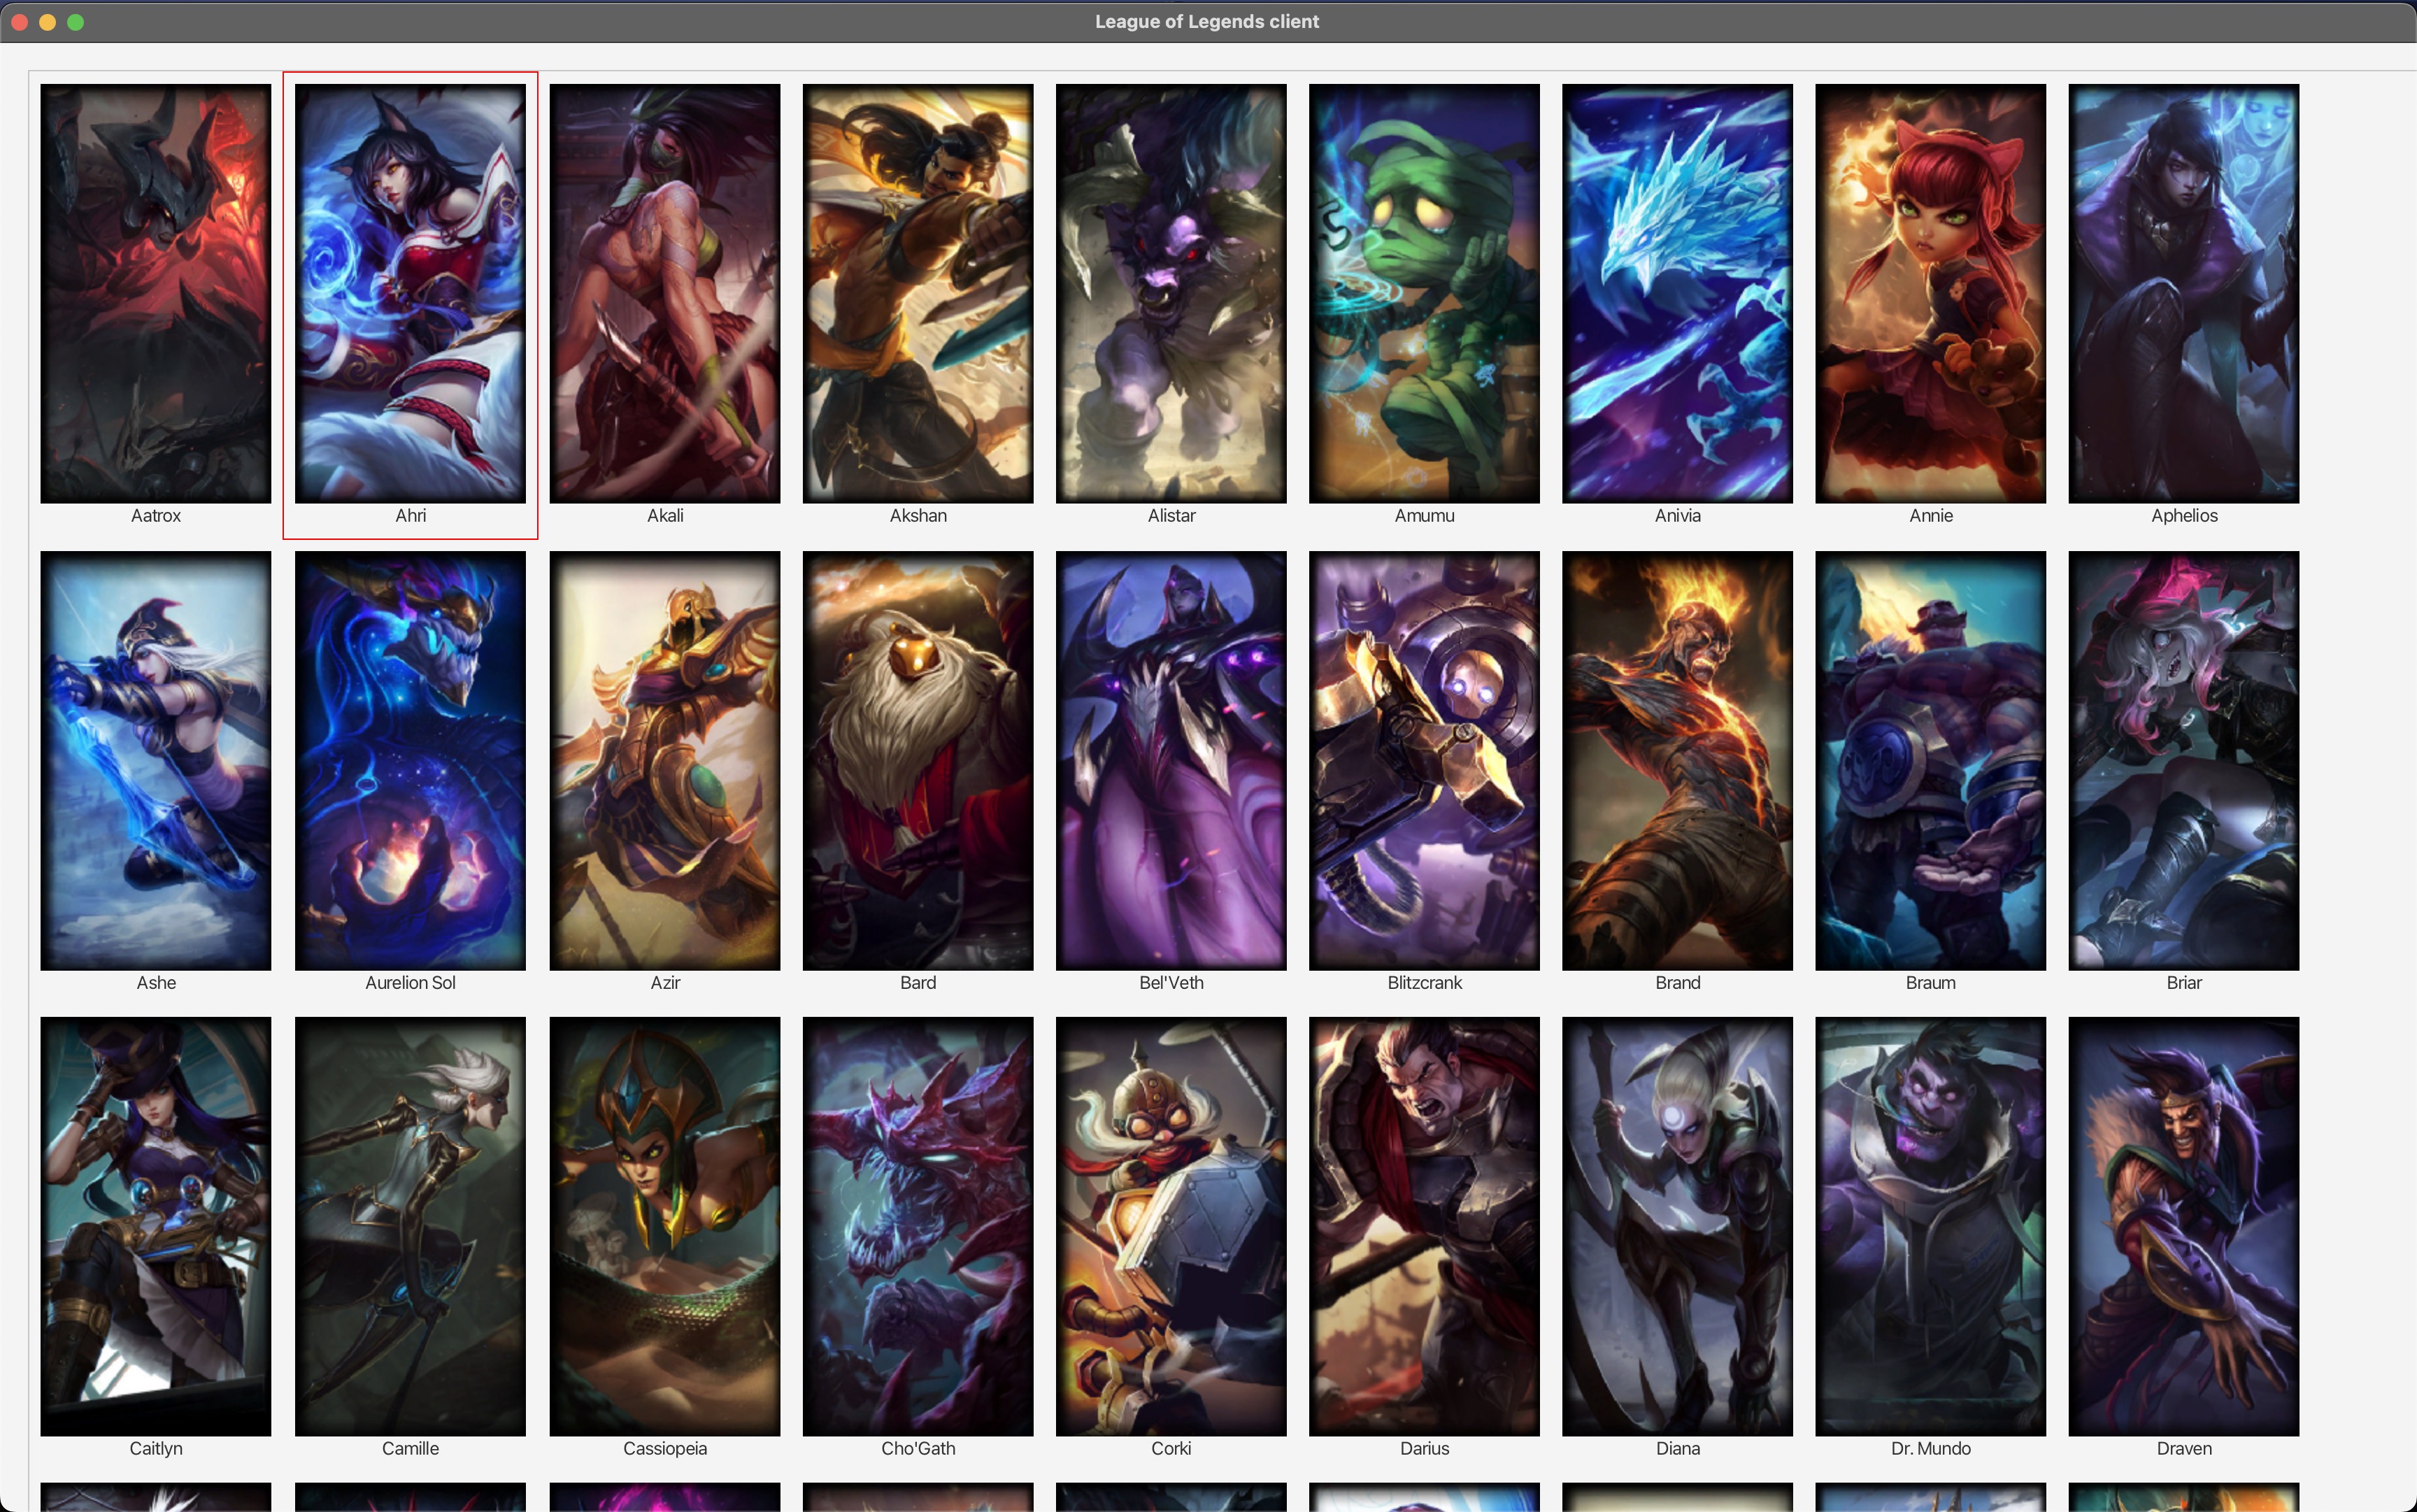 League of Legends client
Aatrox
Ahri
Akali
Akshan
Alistar
Amumu
Anivia
Annie
Aphelios
Ashe
Aurelion Sol
Azir
Bard
Bel'Veth
Blitzcrank
Brand
Braum
Briar
Caitlyn
Camille
Cassiopeia
Cho'Gath
Corki
Darius
Diana
Dr. Mundo
Draven